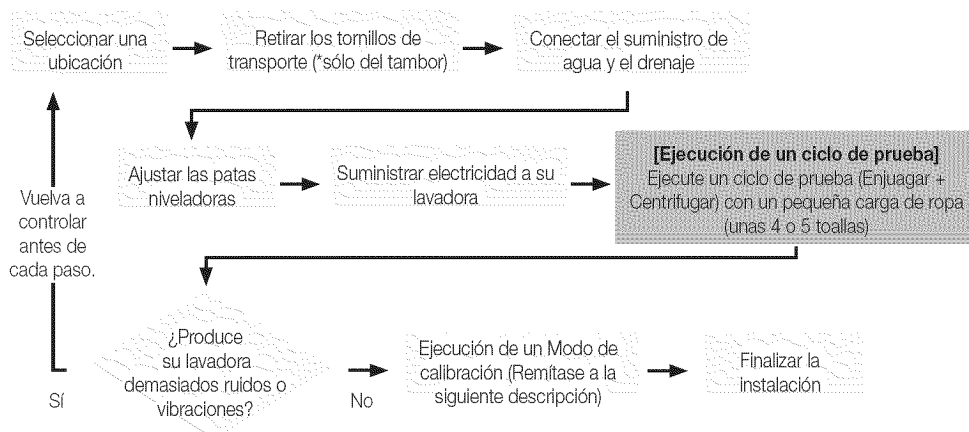 Seleccionar una
ubicación
Retirar los tornillos de
transporte (*sólo del tambor)
Conectar el suministro de
agua y el drenaje
Ajustar las patas
niveladoras
Suministrar electricidad a su
lavadora
[Ejecución de un ciclo de prueba]
Ejecute un ciclo de prueba (Enjuagar +
Centrifugar) con un pequeña carga de ropa
(unas 4 o 5 toallas)
Vuelva a
controlar
antes de
cada paso.
¿Produce
su lavadora
demasiados ruidos o
vibraciones?
Sí
No
Ejecución de un Modo de
calibración (Remítase a la
siguiente descripción)
Finalizar la
instalación